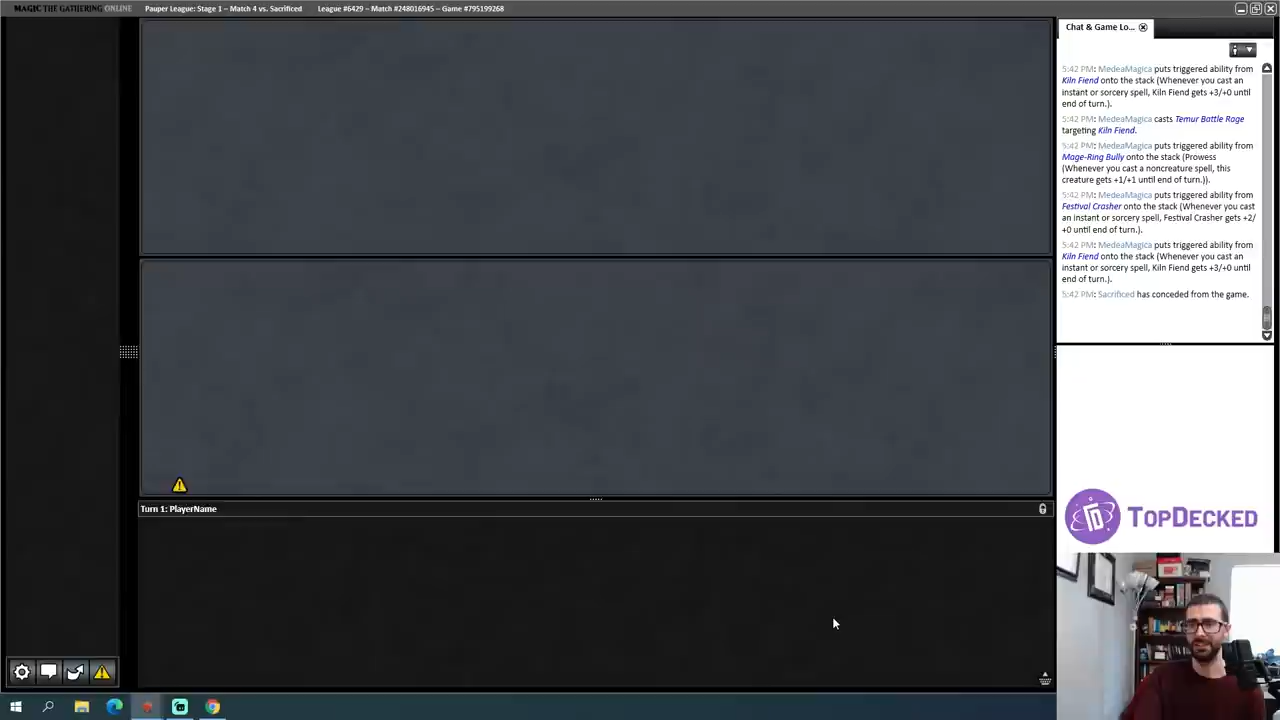 MAGIC THE GATHERING ONLINE
Pauper League: Stage 1 – Match 4 vs. Sacrificed
League #6429 – Match #248016945 – Game #795199268
Chat & Game Lo...
5:42 PM: MedeaMagica puts triggered ability from
Kiln Fiend onto the stack (Whenever you cast an
instant or sorcery spell, Kiln Fiend gets +3/+0 until
end of turn.).
5:42 PM: MedeaMagica casts Temur Battle Rage
targeting Kiln Fiend.
5:42 PM: MedeaMagica puts triggered ability from
Mage-Ring Bully onto the stack (Prowess
(Whenever you cast a noncreature spell, this
creature gets +1/+1 until end of turn.)).
5:42 PM: MedeaMagica puts triggered ability from
Festival Crasher onto the stack (Whenever you cast
an instant or sorcery spell, Festival Crasher gets +2/
+0 until end of turn.).
5:42 PM: MedeaMagica puts triggered ability from
Kiln Fiend onto the stack (Whenever you cast an
instant or sorcery spell, Kiln Fiend gets +3/+0 until
end of turn.).
5:42 PM: Sacrificed has conceded from the game.
Turn 1: PlayerName
TOPDECKED